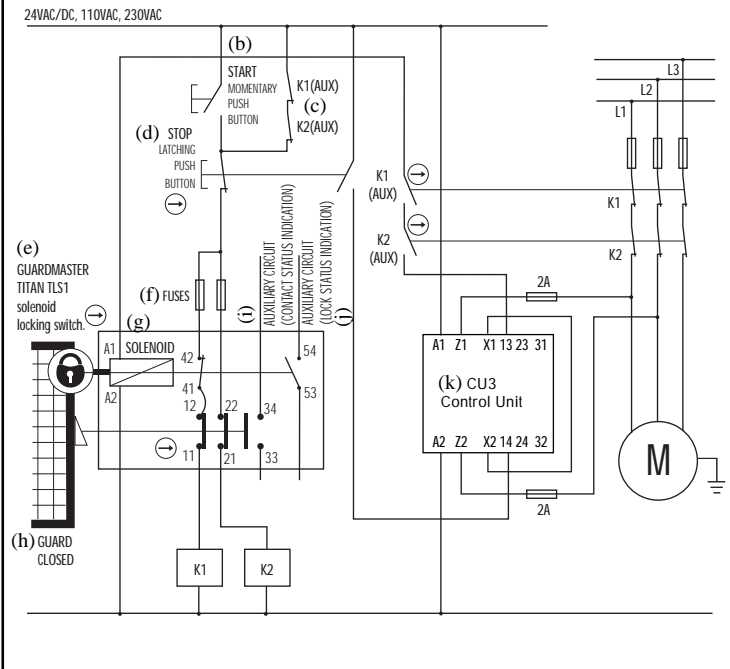 24VAC/DC, 110VAC, 230VAC
(b)
START
MOMENTARY
PUSH
BUTTON
K1(AUX)
(c)
K2(AUX)
(d) STOP
LATCHING
PUSH
BUTTON
K1
(AUX)
K2
(AUX)
L3
L2
L1
K1
K2
(e)
GUARDMASTER
TITAN TLS1
solenoid
locking switch.
(f) FUSES
(g)
(i)
AUXILIARY CIRCUIT
(CONTACT STATUS INDICATION)
AUXILIARY CIRCUIT
(LOCK STATUS INDICATION)
(j)
2A
A1 SOLENOID
A2
42
41
54
53
12
22
34
11
21
33
A1 Z1 X1 13 23 31
(k) CU3
Control Unit
A2 Z2 X2 14 24 32
M
2A
(h) GUARD
CLOSED
K1
K2